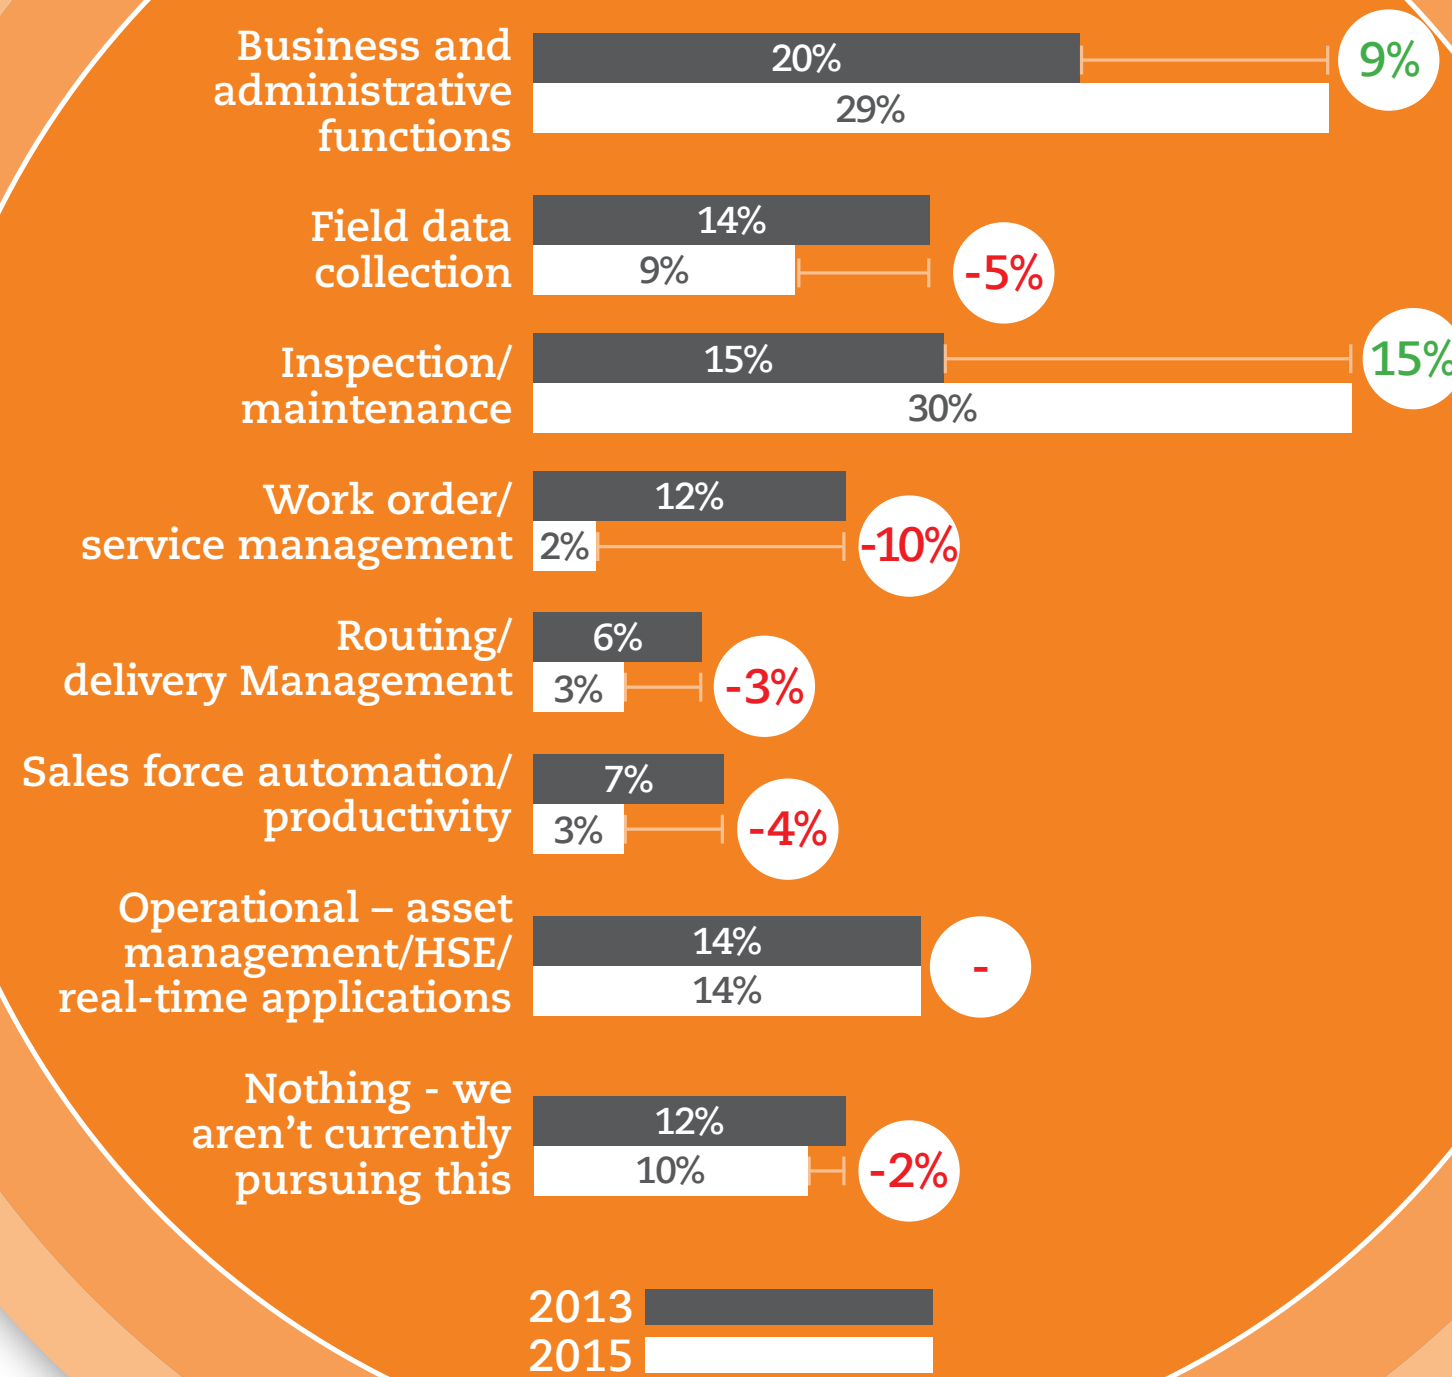 Business and
administrative
functions
20%
29%
9%
Field data
collection
14%
9%
-5%
Inspection/
maintenance
15%
30%
15%
Work order/
service management
12%
2%
-10%
Routing/
delivery Management
6%
3%
-3%
Sales force automation/
productivity
7%
3%
-4%
Operational – asset
management/HSE/
real-time applications
14%
14%
-
Nothing - we
aren’t currently
pursuing this
12%
10%
-2%
2013
2015